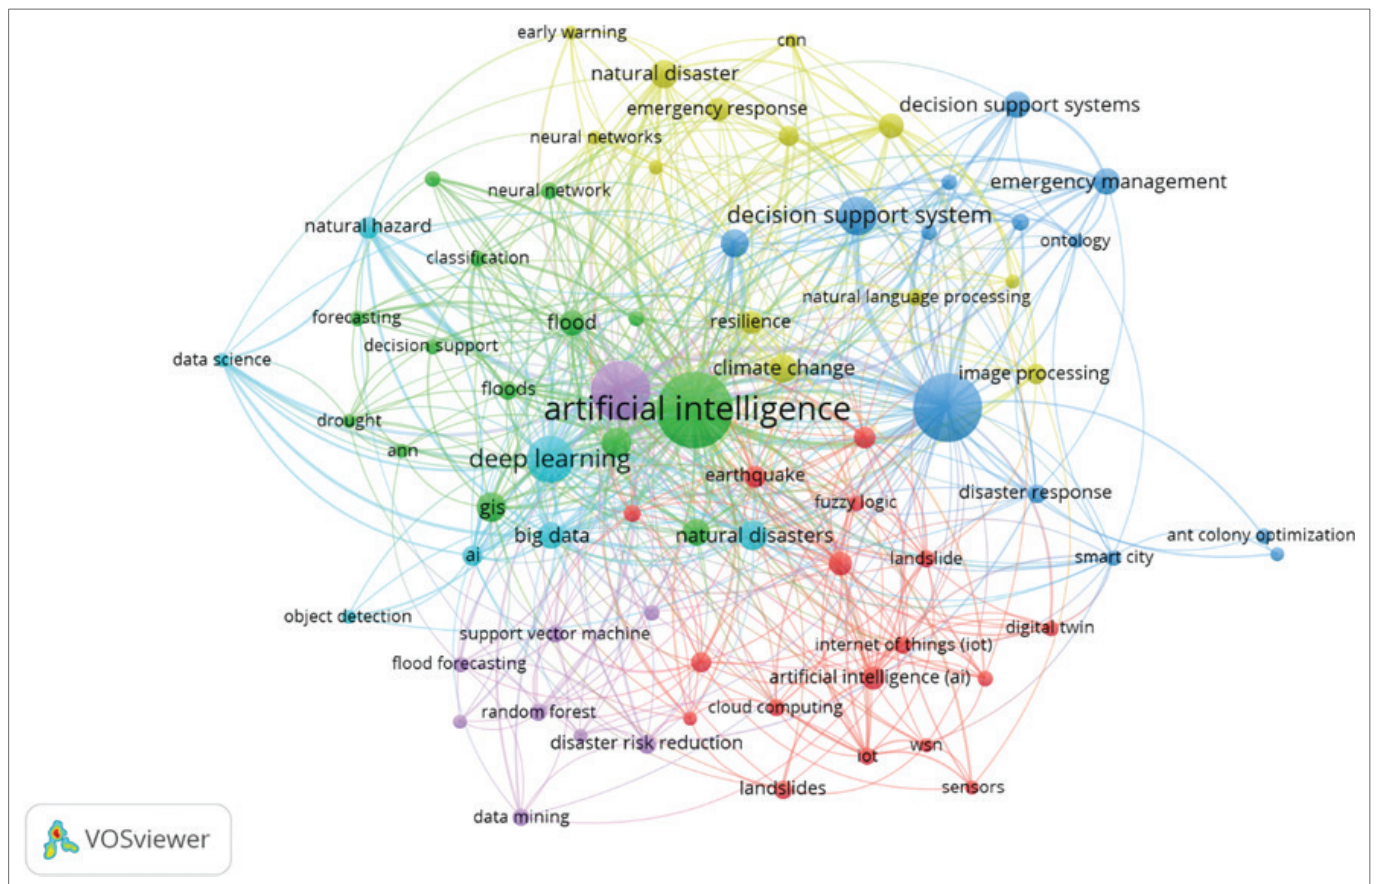 early warning
cnn
natural disaster
decision support systems
emergency response
neural networks
emergency management
neural network
decision support system
natural hazard
ontology
classification
natural language processing
forecasting
flood
resilience
decision support
data science
climate change
image processing
floods
artificial intelligence
drought
ann
deep learning
earthquake
disaster response
fuzzy logic
gis
big data
natural disasters
ant colony optimization
ai
landslide
smart city
object detection
digital twin
support vector machine
internet of things (iot)
flood forecasting
artificial intelligence (ai)
cloud computing
random forest
disaster risk reduction
wsn
iot
landslides
sensors
data mining
VOSviewer